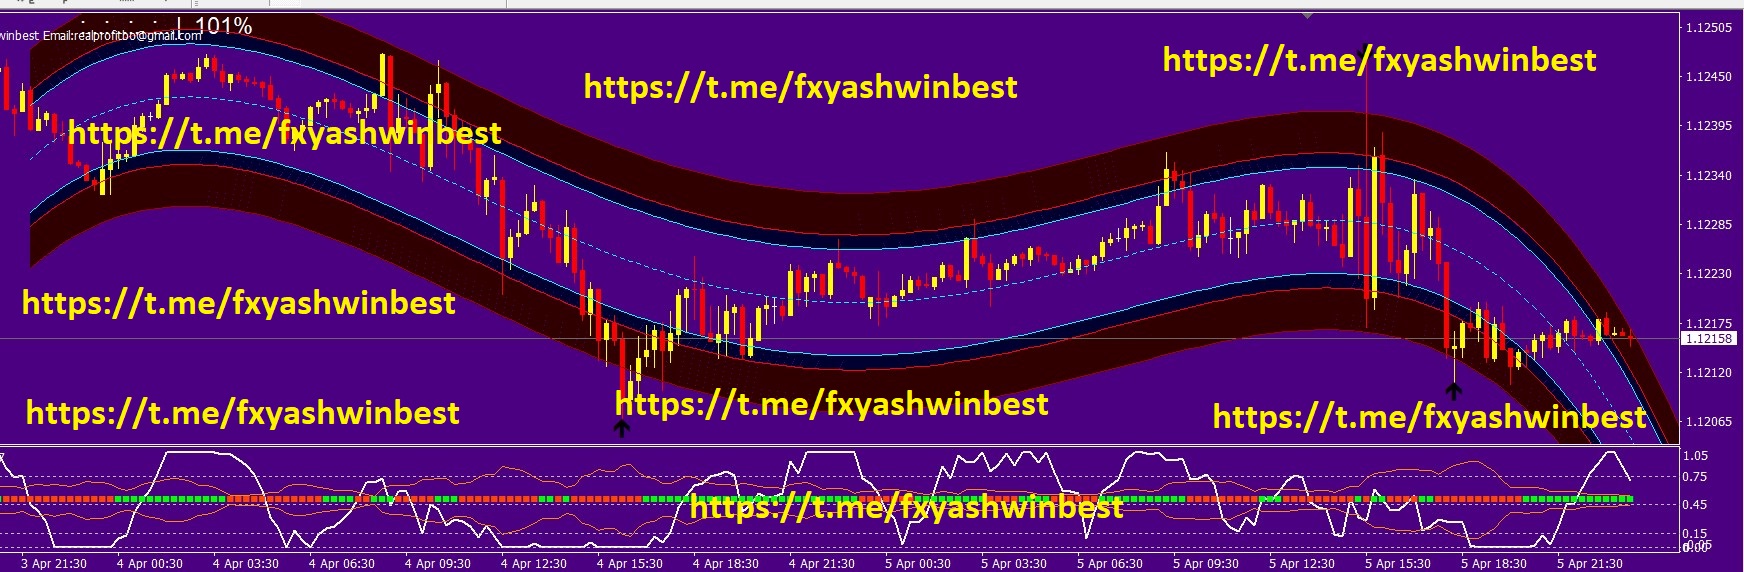 101%
winbest Email:realprofitbo@gmail.com
https://t.me/fxyashwinbest
https://t.me/fxyashwinbest
https://t.me/fxyashwinbest
https://t.me/fxyashwinbest
https://t.me/fxyashwinbest
https://t.me/fxyashwinbest
https://t.me/fxyashwinbest
https://t.me/fxyashwinbest
1.12505
1.12450
1.12395
1.12340
1.12285
1.12230
1.12175
1.12158
1.12120
1.12065
https://t.me/fxyashwinbest
1.05
0.75
0.45
0.15
3 Apr 21:30 4 Apr 00:30 4 Apr 03:30 4 Apr 06:30 4 Apr 09:30 4 Apr 12:30 4 Apr 15:30 4 Apr 18:30 4 Apr 21:30 5 Apr 00:30 5 Apr 03:30 5 Apr 06:30 5 Apr 09:30 5 Apr 12:30 5 Apr 15:30 5 Apr 18:30 5 Apr 21:30